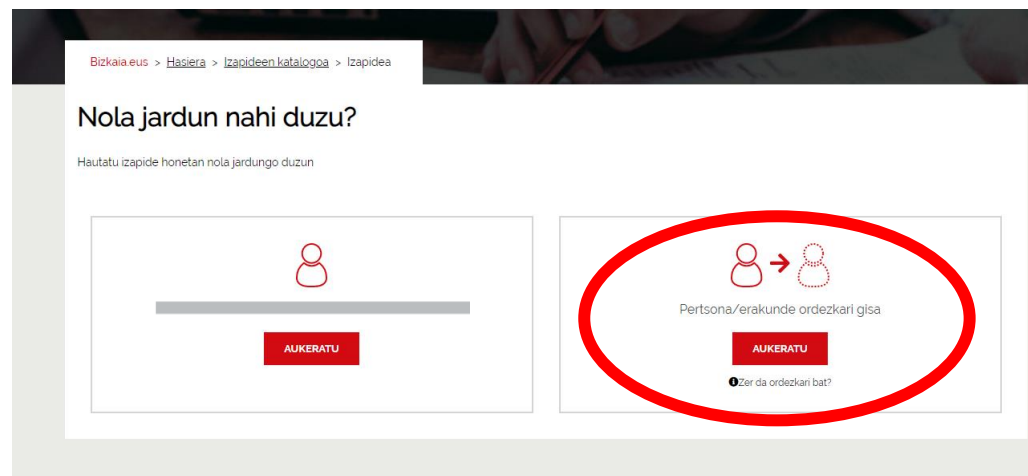 Bizkaia.eus > Hasiera > Izapideen katalogoa > Izapidea
Nola jardun nahi duzu?
Hautatu izapide honetan nola jardungo duzun
AUKERATU
Pertsona/erakunde ordezkari gisa
AUKERATU
Zer da ordezkari bat?